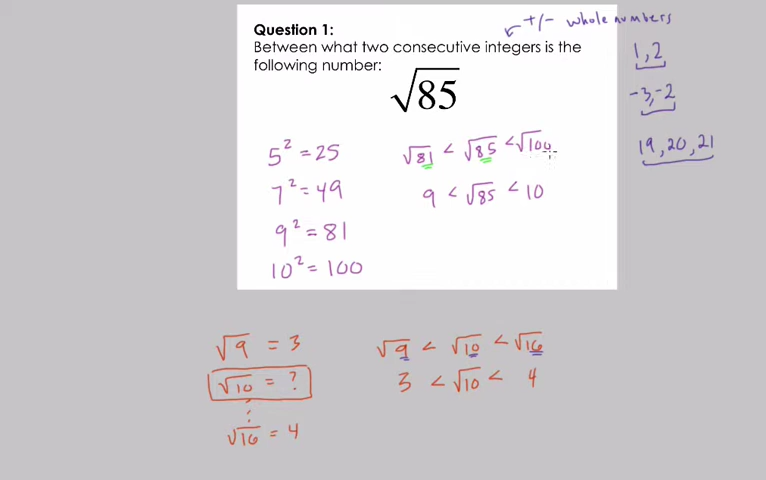 Question 1:
+/- whole numbers
Between what two consecutive integers is the
following number:
√85
1, 2
-3, -2
19, 20, 21
5² = 25
7² = 49
9² = 81
10² = 100
√81 < √85 < √100
9 < √85 < 10
√9 = 3
√10 = ?
√16 = 4
√9 < √10 < √16
3 < √10 < 4